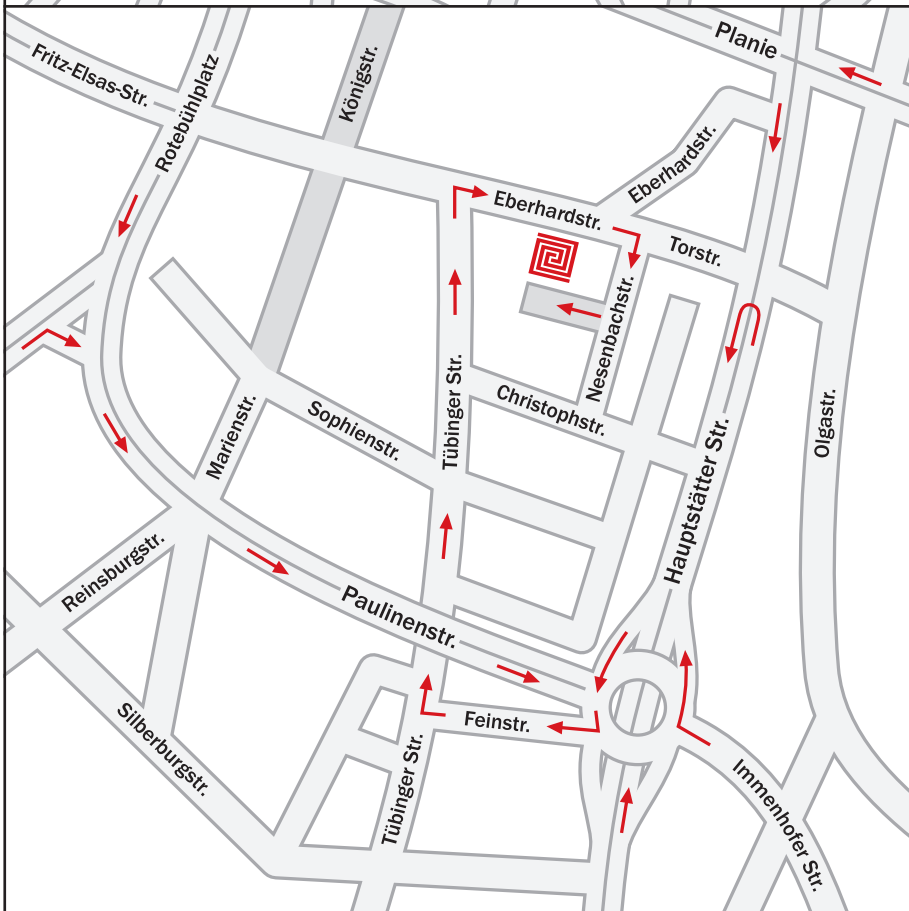 Planie
Fritz-Elsas-Str.
Rotebühlplatz
Königstr.
Eberhardstr.
Eberhardstr.
Torstr.
Nesenbachstr.
Tübinger Str.
Christophstr.
Sophienstr.
Marienstr.
Olgastr.
Hauptstätter Str.
Reinsburgstr.
Paulinenstr.
Feinstr.
Silberburgstr.
Tübinger Str.
Immenhofer Str.